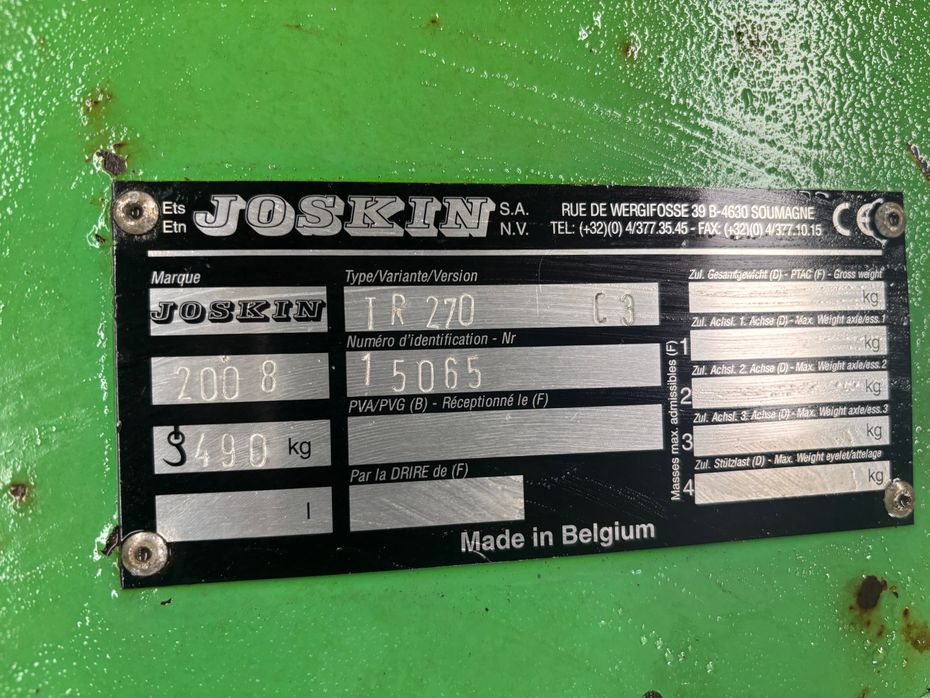 Ets Etn JOSKIN S.A. N.V.
RUE DE WERGIFOSSE 39 B-4630 SOUMAGNE
TEL: (+32)(0) 4/377.35.45 - FAX: (+32)(0) 4/377.10.15
CE
Marque
JOSKIN
2008
490 kg
l
Type/Variante/Version
TR 270 C3
Numéro d'identification - Nr
15065
PVA/PVG (B) - Réceptionné le (F)
Par la DRIRE de (F)
Masses max. admissibles (F)
Zul. Gesamtgewicht (D) - PTAC (F) - Gross weight
kg
Zul. Achsl. 1. Achse (D) - Max. Weight axle/ess.1
1 kg
Zul. Achsl. 2. Achse (D) - Max. Weight axle/ess.2
2 kg
Zul. Achsl. 3. Achse (D) - Max. Weight axle/ess.3
3 kg
Zul. Stützlast (D) - Max. Weight eyelet/attelage
4 kg
Made in Belgium